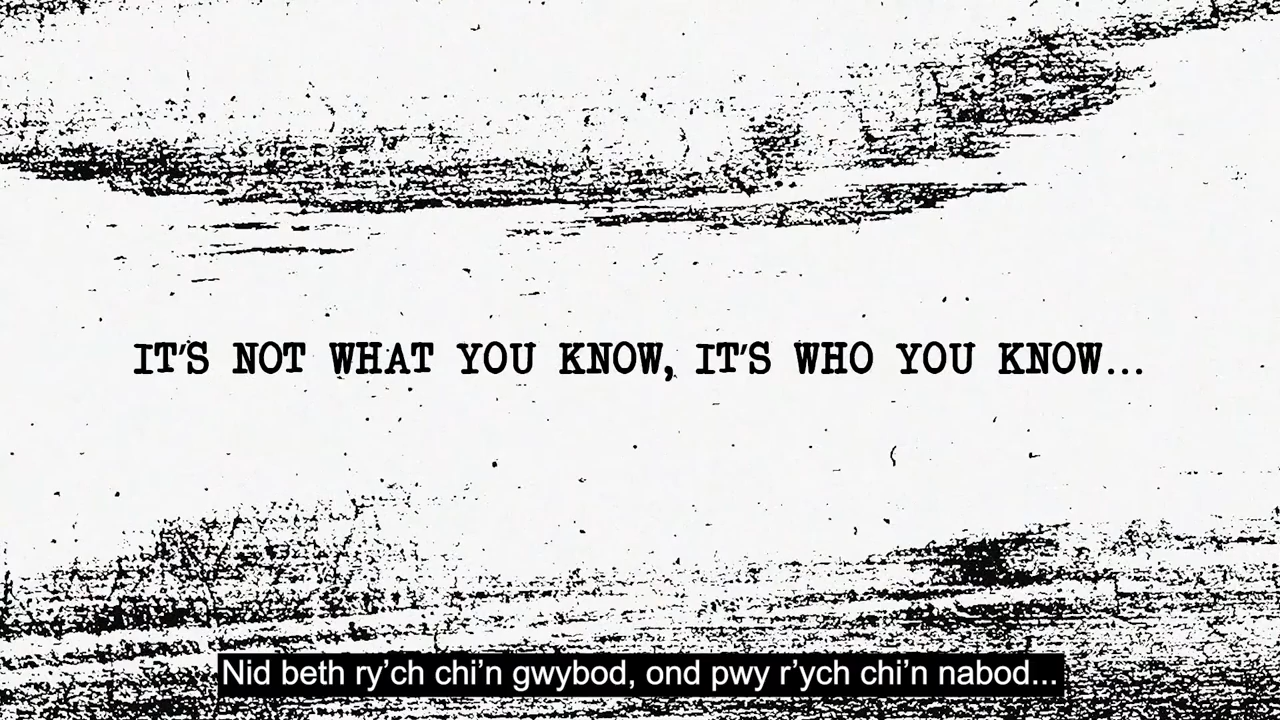 IT'S NOT WHAT YOU KNOW, IT'S WHO YOU KNOW...
Nid beth ry’ch chi’n gwybod, ond pwy r’ych chi’n nabod...